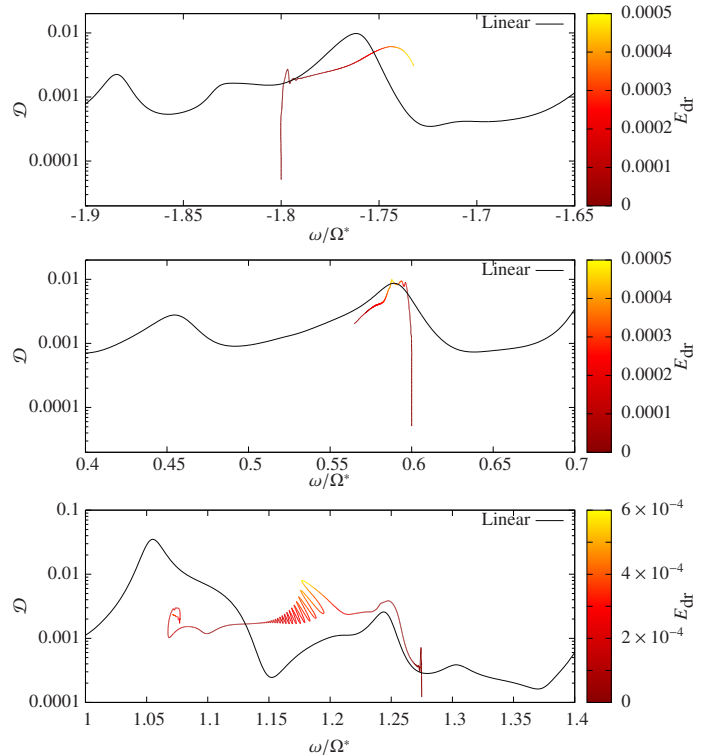 Linear
0.01
0.001
0.0001
𝒟
-1.9 -1.85 -1.8 -1.75 -1.7 -1.65
ω/Ω*
0.0005
0.0004
0.0003
0.0002
0.0001
0
E_dr
Linear
0.01
0.001
0.0001
𝒟
0.4 0.45 0.5 0.55 0.6 0.65 0.7
ω/Ω*
0.0005
0.0004
0.0003
0.0002
0.0001
0
E_dr
Linear
0.1
0.01
0.001
0.0001
𝒟
1 1.05 1.1 1.15 1.2 1.25 1.3 1.35 1.4
ω/Ω*
6 × 10⁻⁴
4 × 10⁻⁴
2 × 10⁻⁴
0
E_dr